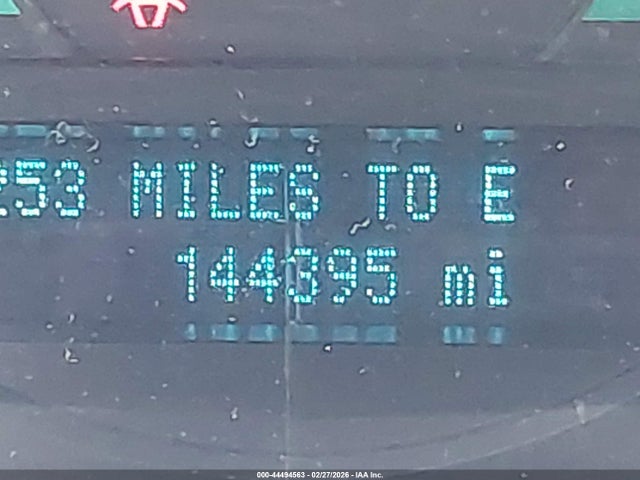 253 MILES TO E
144395 mi
000-44494563 - 02/27/2026 - IAA Inc.